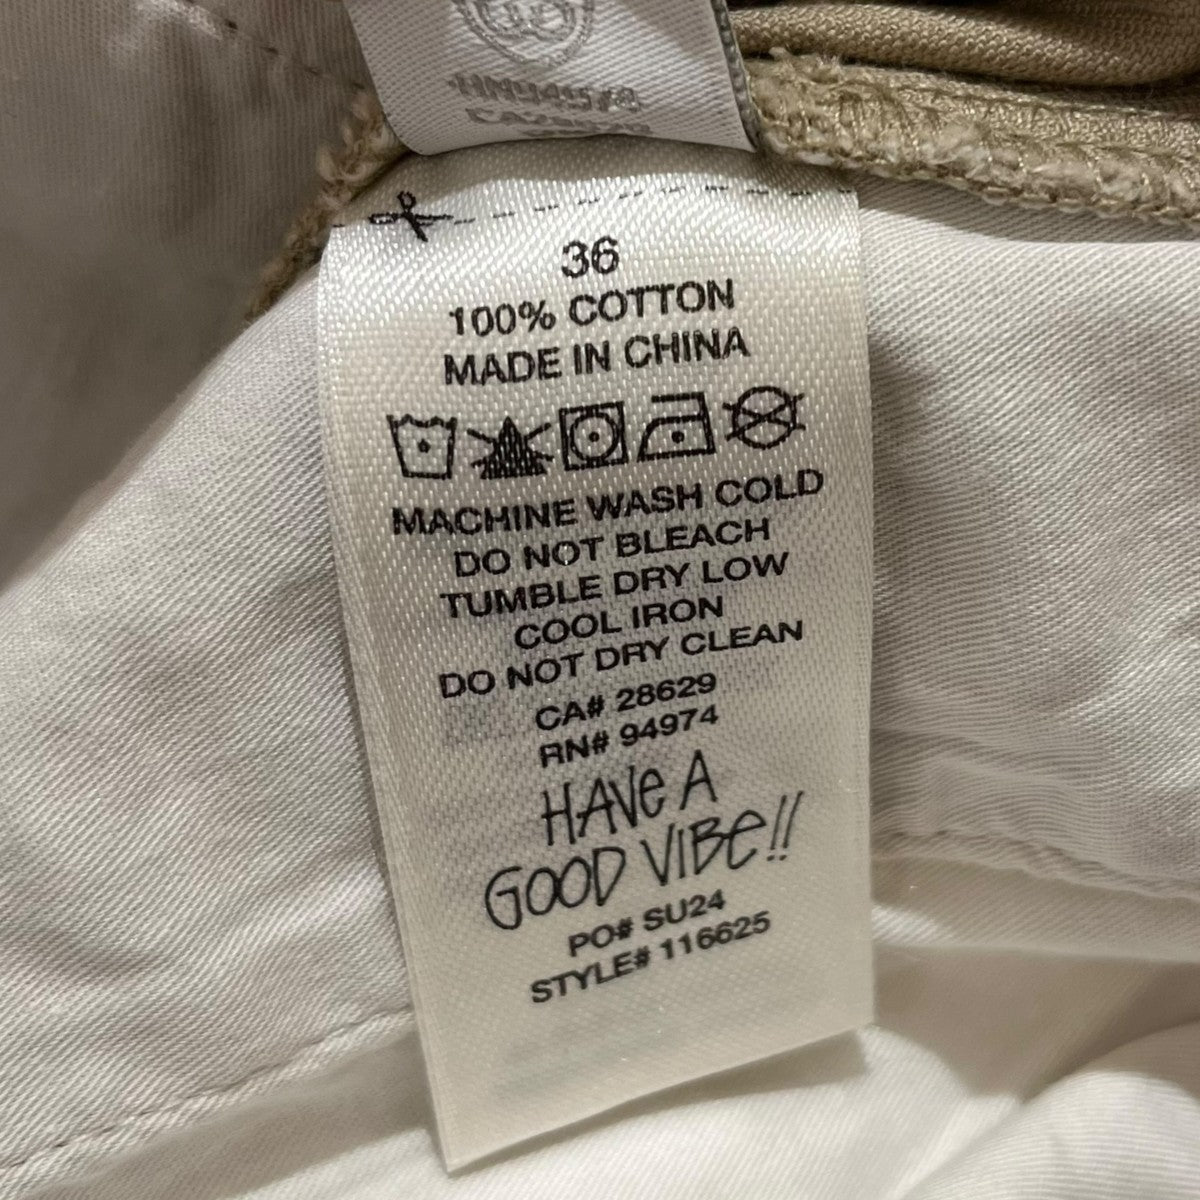 36
100% COTTON
MADE IN CHINA
MACHINE WASH COLD
DO NOT BLEACH
TUMBLE DRY LOW
COOL IRON
DO NOT DRY CLEAN
CA# 28629
RN# 94974
HAVE A
GOOD VIBE!!
PO# SU24
STYLE# 116625